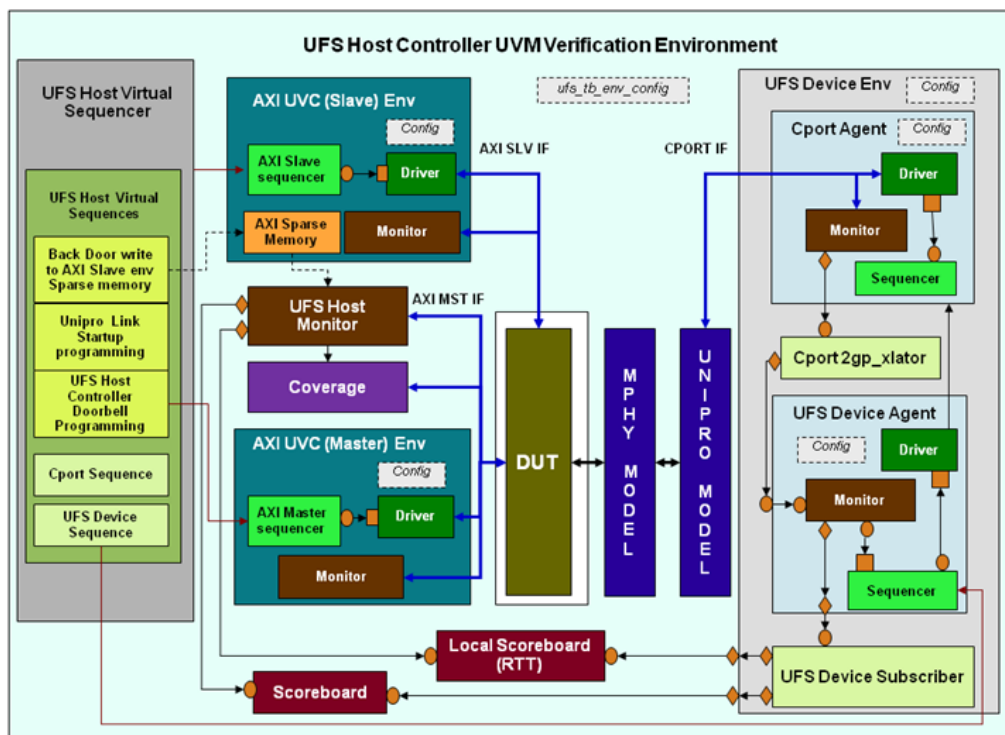 UFS Host Controller UVM Verification Environment
UFS Host Virtual
Sequencer
UFS Host Virtual
Sequences
Back Door write
to AXI Slave env
Sparse memory
Unipro Link
Startup
programming
UFS Host
Controller
Doorbell
Programming
Cport Sequence
UFS Device
Sequence
AXI UVC (Slave) Env
Config
AXI Slave
sequencer
Driver
AXI Sparse
Memory
Monitor
AXI SLV IF
ufs_tb_env_config
CPORT IF
UFS Host
Monitor
AXI MST IF
Coverage
AXI UVC (Master) Env
Config
AXI Master
sequencer
Driver
Monitor
DUT
MPHY MODEL
UNIPRO MODEL
UFS Device Env
Config
Cport Agent
Config
Driver
Monitor
Sequencer
Cport 2gp_xlator
UFS Device Agent
Config
Driver
Monitor
Sequencer
UFS Device Subscriber
Local Scoreboard
(RTT)
Scoreboard